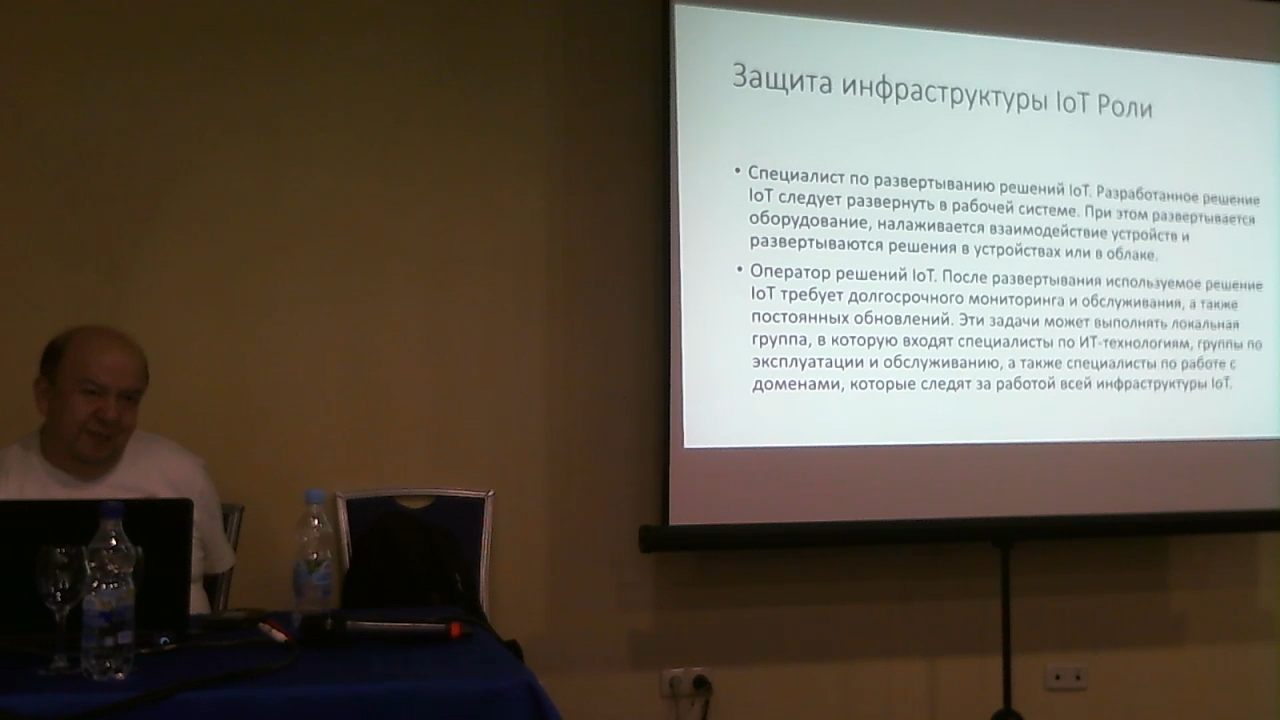 Защита инфраструктуры IoT Роли
• Специалист по развертыванию решений IoT. Разработанное решение
IoT следует развернуть в рабочей системе. При этом развертывается
оборудование, налаживается взаимодействие устройств и
развертываются решения в устройствах или в облаке.
• Оператор решений IoT. После развертывания используемое решение
IoT требует долгосрочного мониторинга и обслуживания, а также
постоянных обновлений. Эти задачи может выполнять локальная
группа, в которую входят специалисты по ИТ-технологиям, группы по
эксплуатации и обслуживанию, а также специалисты по работе с
доменами, которые следят за работой всей инфраструктуры IoT.